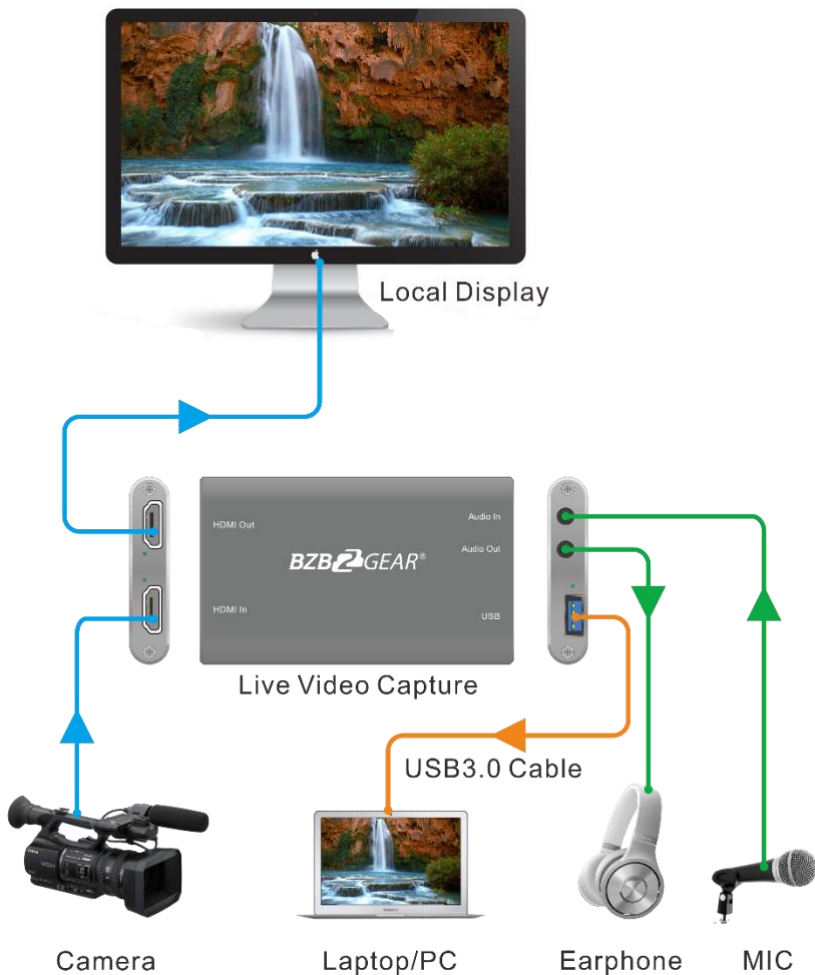 Local Display
HDMI Out
Audio In
Audio Out
BZBGEAR®
HDMI In
USB
Live Video Capture
USB3.0 Cable
Camera
Laptop/PC
Earphone
MIC